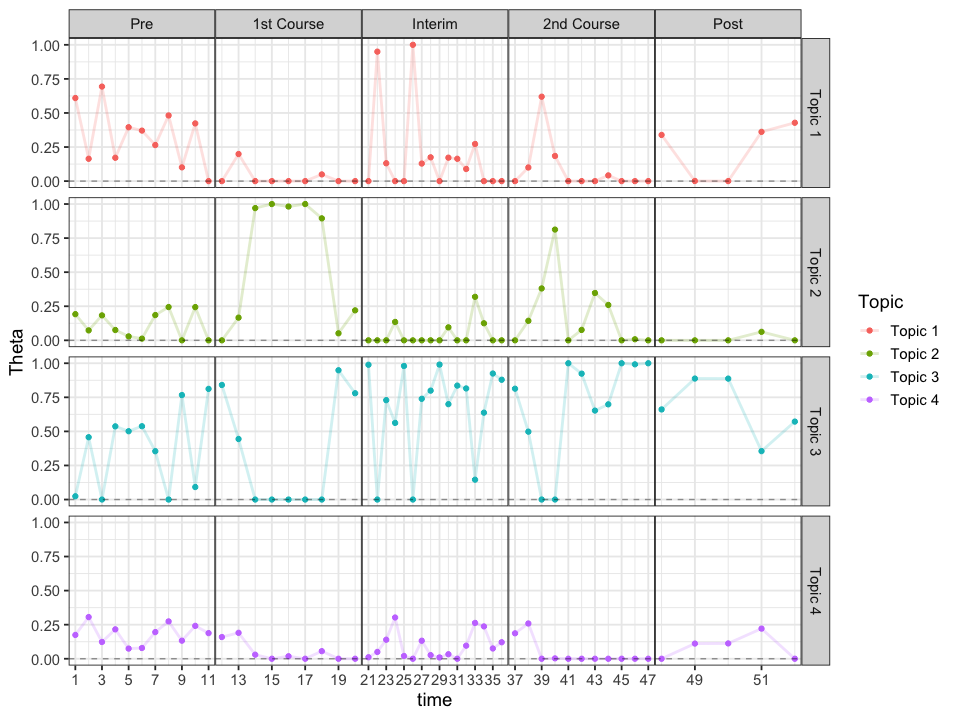 Pre 1st Course Interim 2nd Course Post
1.00
0.75
0.50
0.25
0.00
Topic 1
1.00
0.75
0.50
0.25
0.00
Topic 2
1.00
0.75
0.50
0.25
0.00
Topic 3
1.00
0.75
0.50
0.25
0.00
Topic 4
Theta
1 3 5 7 9 11 13 15 17 19 21 23 25 27 29 31 33 35 37 39 41 43 45 47 49 51
time
Topic
Topic 1
Topic 2
Topic 3
Topic 4